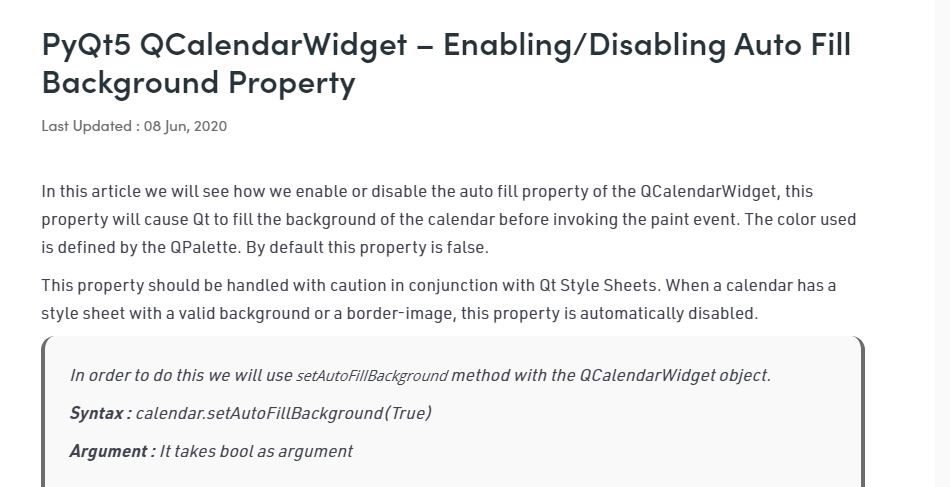 PyQt5 QCalendarWidget – Enabling/Disabling Auto Fill
Background Property
Last Updated : 08 Jun, 2020
In this article we will see how we enable or disable the auto fill property of the QCalendarWidget, this
property will cause Qt to fill the background of the calendar before invoking the paint event. The color used
is defined by the QPalette. By default this property is false.
This property should be handled with caution in conjunction with Qt Style Sheets. When a calendar has a
style sheet with a valid background or a border-image, this property is automatically disabled.
In order to do this we will use setAutoFillBackground method with the QCalendarWidget object.
Syntax : calendar.setAutoFillBackground(True)
Argument : It takes bool as argument